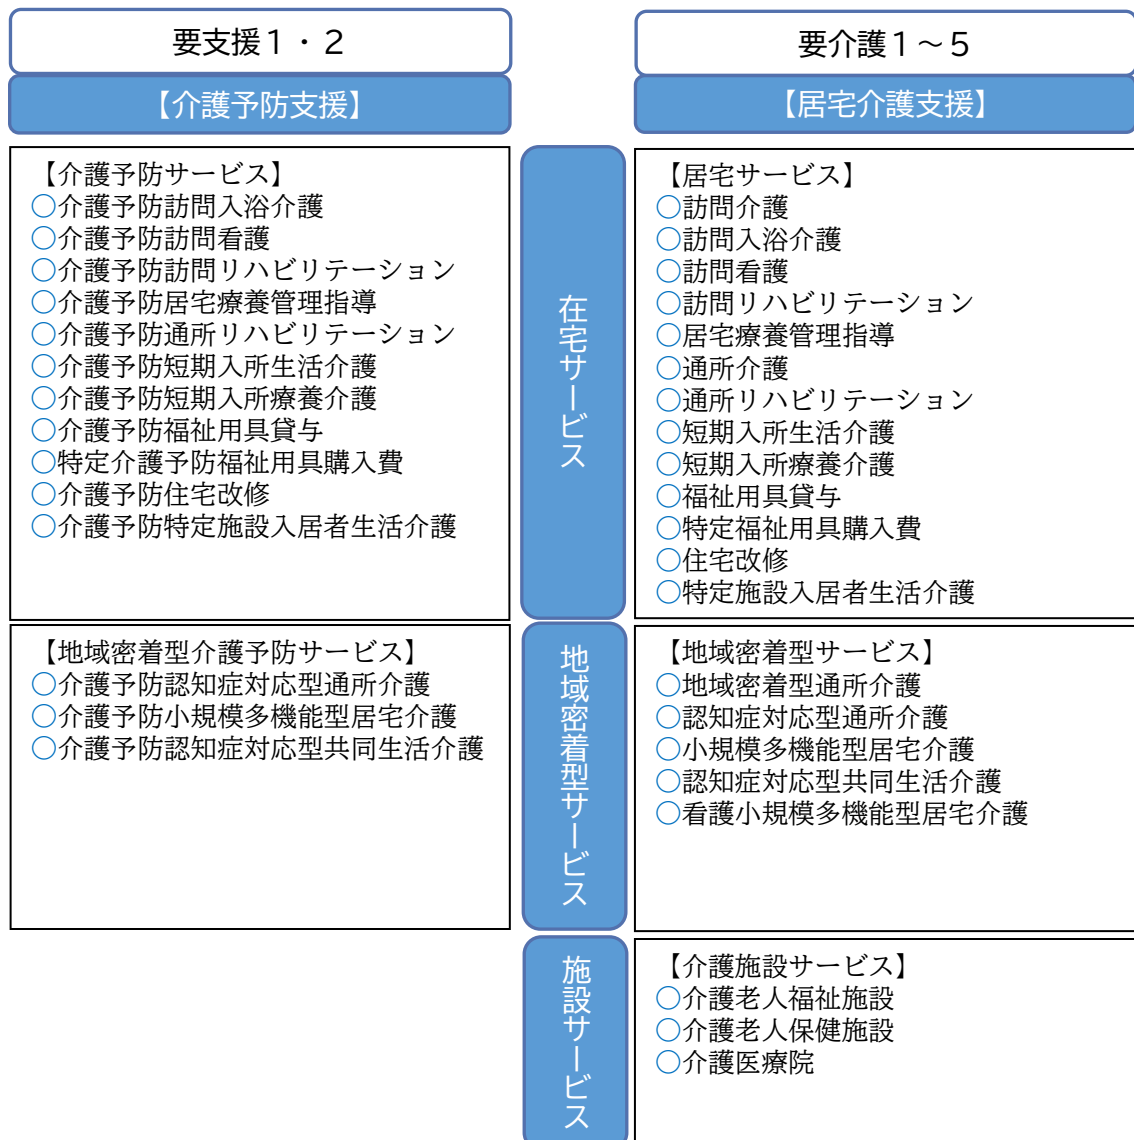 要支援１・２
【介護予防支援】
【介護予防サービス】
○介護予防訪問入浴介護
○介護予防訪問看護
○介護予防訪問リハビリテーション
○介護予防居宅療養管理指導
○介護予防通所リハビリテーション
○介護予防短期入所生活介護
○介護予防短期入所療養介護
○介護予防福祉用具貸与
○特定介護予防福祉用具購入費
○介護予防住宅改修
○介護予防特定施設入居者生活介護
在宅サービス
要介護１～５
【居宅介護支援】
【居宅サービス】
○訪問介護
○訪問入浴介護
○訪問看護
○訪問リハビリテーション
○居宅療養管理指導
○通所介護
○通所リハビリテーション
○短期入所生活介護
○短期入所療養介護
○福祉用具貸与
○特定福祉用具購入費
○住宅改修
○特定施設入居者生活介護
【地域密着型介護予防サービス】
○介護予防認知症対応型通所介護
○介護予防小規模多機能型居宅介護
○介護予防認知症対応型共同生活介護
地域密着型サービス
【地域密着型サービス】
○地域密着型通所介護
○認知症対応型通所介護
○小規模多機能型居宅介護
○認知症対応型共同生活介護
○看護小規模多機能型居宅介護
施設サービス
【介護施設サービス】
○介護老人福祉施設
○介護老人保健施設
○介護医療院